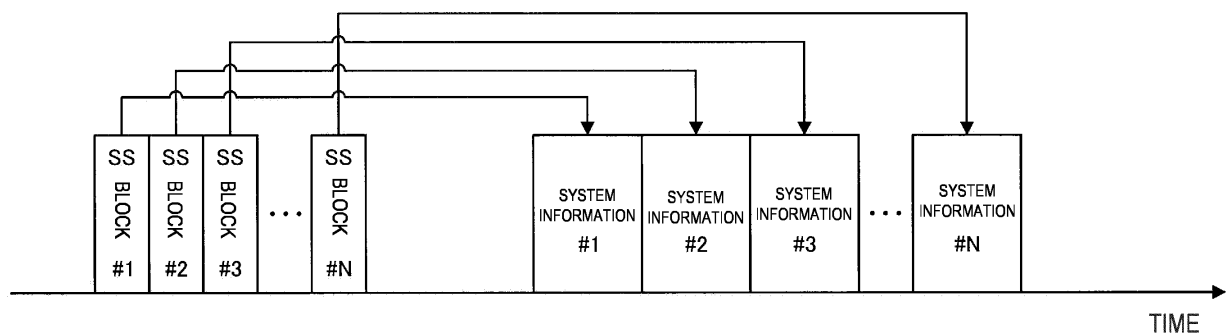 SS BLOCK #1
SS BLOCK #2
SS BLOCK #3
...
SS BLOCK #N
SYSTEM
INFORMATION
#1
SYSTEM
INFORMATION
#2
SYSTEM
INFORMATION
#3
...
SYSTEM
INFORMATION
#N
TIME